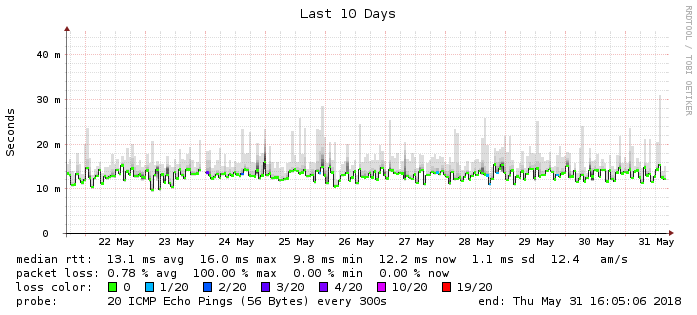 Last 10 Days
RRDTOOL / TOBI OETIKER
Seconds
40 m
30 m
20 m
10 m
0
22 May 23 May 24 May 25 May 26 May 27 May 28 May 29 May 30 May 31 May
median rtt: 13.1 ms avg 16.0 ms max 9.8 ms min 12.2 ms now 1.1 ms sd 12.4 am/s
packet loss: 0.78 % avg 100.00 % max 0.00 % min 0.00 % now
loss color: 0 1/20 2/20 3/20 4/20 10/20 19/20
probe: 20 ICMP Echo Pings (56 Bytes) every 300s end: Thu May 31 16:05:06 2018